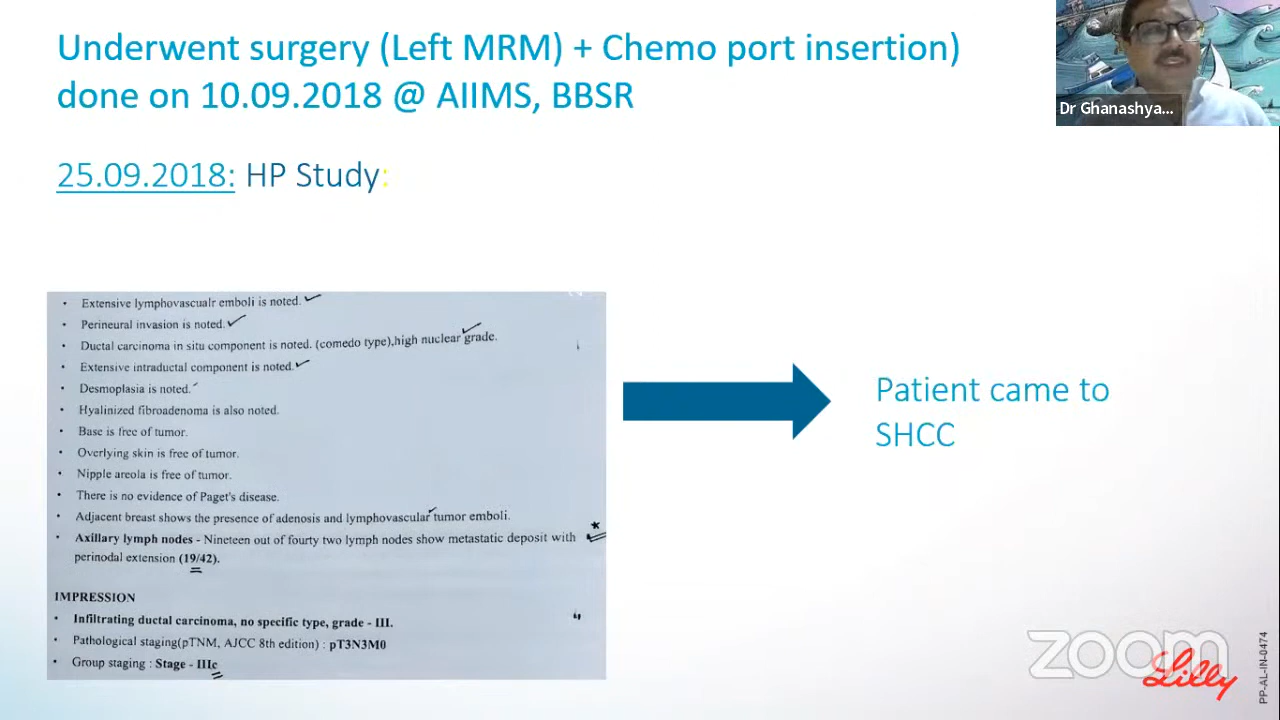 Underwent surgery (Left MRM) + Chemo port insertion)
done on 10.09.2018 @ AIIMS, BBSR
Dr Ghanashya...
25.09.2018: HP Study:
• Extensive lymphovascualr emboli is noted.
• Perineural invasion is noted.
• Ductal carcinoma in situ component is noted. (comedo type),high nuclear grade.
• Extensive intraductal component is noted.
• Desmoplasia is noted.
• Hyalinized fibroadenoma is also noted.
• Base is free of tumor.
• Overlying skin is free of tumor.
• Nipple areola is free of tumor.
• There is no evidence of Paget's disease.
• Adjacent breast shows the presence of adenosis and lymphovascular tumor emboli.
• Axillary lymph nodes - Nineteen out of fourty two lymph nodes show metastatic deposit with
perinodal extension (19/42).
IMPRESSION
• Infiltrating ductal carcinoma, no specific type, grade - III.
• Pathological staging(pTNM, AJCC 8th edition) : pT3N3M0
• Group staging : Stage - IIIc
Patient came to
SHCC
zoom
Lilly
PP-AL-IN-0474